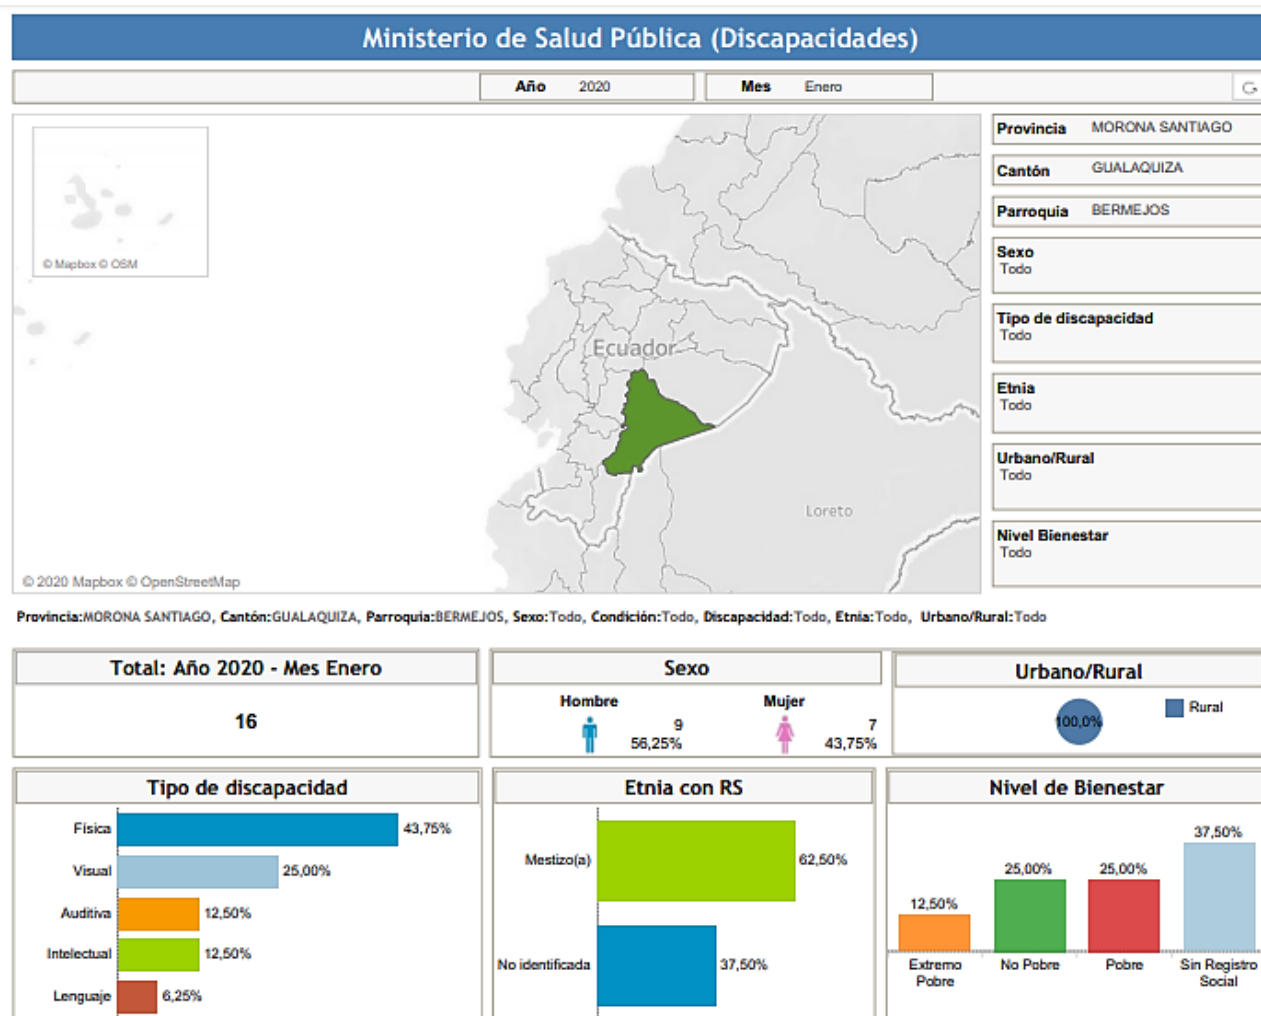 Ministerio de Salud Pública (Discapacidades)
Año 2020 Mes Enero
© Mapbox © OSM
Ecuador
Loreto
© 2020 Mapbox © OpenStreetMap
Provincia MORONA SANTIAGO
Cantón GUALAQUIZA
Parroquia BERMEJOS
Sexo
Todo
Tipo de discapacidad
Todo
Etnia
Todo
Urbano/Rural
Todo
Nivel Bienestar
Todo
Provincia:MORONA SANTIAGO, Cantón:GUALAQUIZA, Parroquia:BERMEJOS, Sexo:Todo, Condición:Todo, Discapacidad:Todo, Etnia:Todo, Urbano/Rural:Todo
Total: Año 2020 - Mes Enero
16
Sexo
Hombre Mujer
9 7
56,25% 43,75%
Urbano/Rural
100,0% Rural
Tipo de discapacidad
Física 43,75%
Visual 25,00%
Auditiva 12,50%
Intelectual 12,50%
Lenguaje 6,25%
Etnia con RS
Mestizo(a) 62,50%
No identificada 37,50%
Nivel de Bienestar
12,50% 25,00% 25,00% 37,50%
Extremo Pobre No Pobre Pobre Sin Registro Social